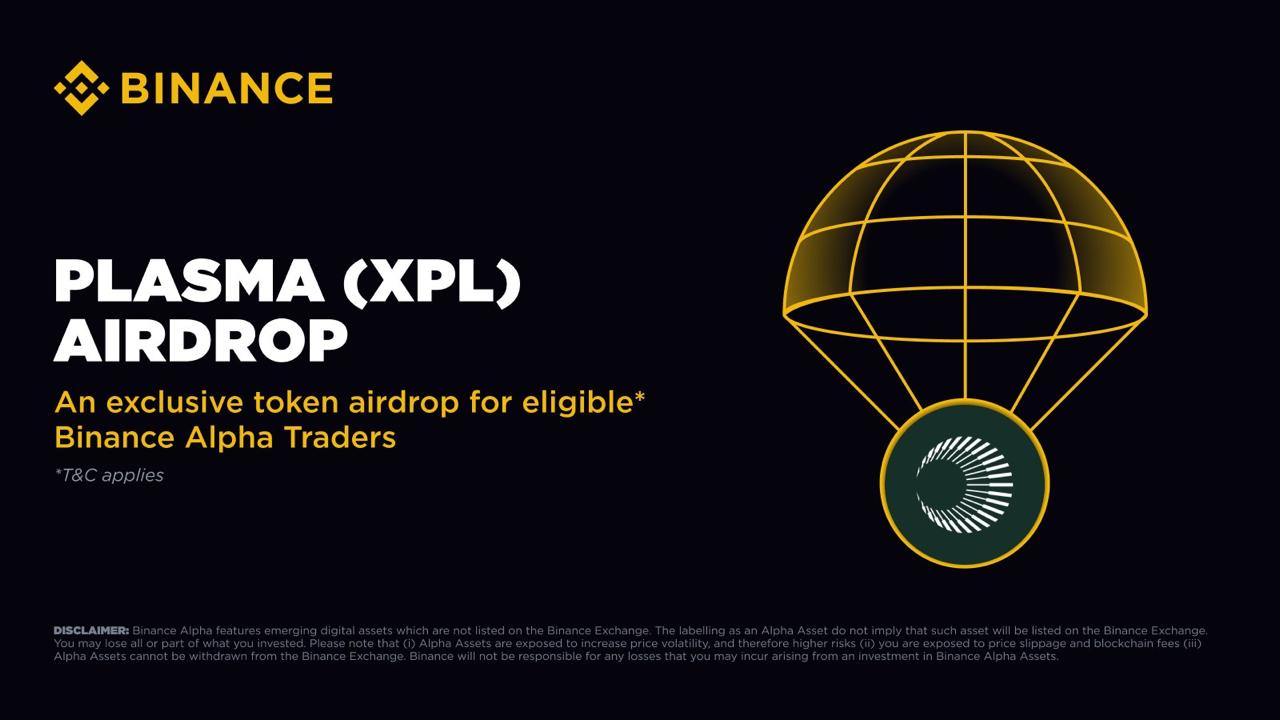 BINANCE
PLASMA (XPL)
AIRDROP
An exclusive token airdrop for eligible*
Binance Alpha Traders
*T&C applies
DISCLAIMER: Binance Alpha features emerging digital assets which are not listed on the Binance Exchange. The labelling as an Alpha Asset do not imply that such asset will be listed on the Binance Exchange.
You may lose all or part of what you invested. Please note that (i) Alpha Assets are exposed to increase price volatility, and therefore higher risks (ii) you are exposed to price slippage and blockchain fees (iii)
Alpha Assets cannot be withdrawn from the Binance Exchange. Binance will not be responsible for any losses that you may incur arising from an investment in Binance Alpha Assets.